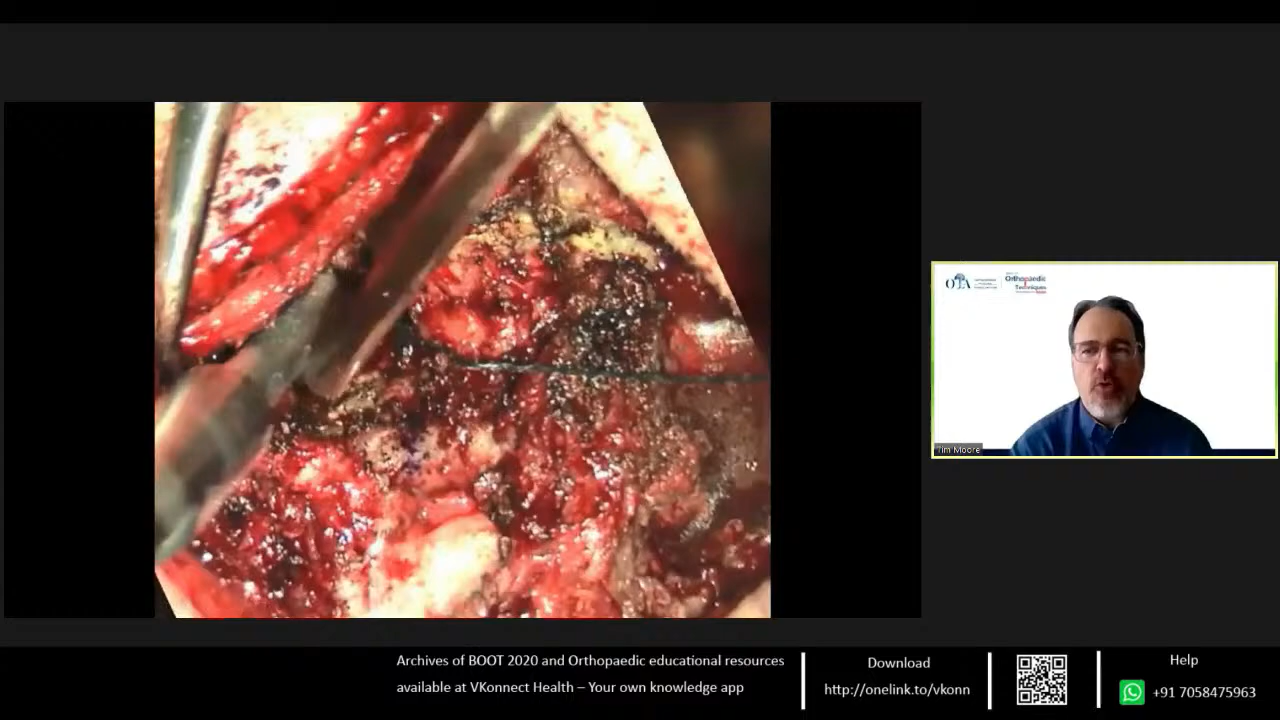 OTA
Orthopaedic
Techniques
Tim Moore
Archives of BOOT 2020 and Orthopaedic educational resources
available at VKonnect Health – Your own knowledge app
Download
http://onelink.to/vkonn
Help
+91 7058475963